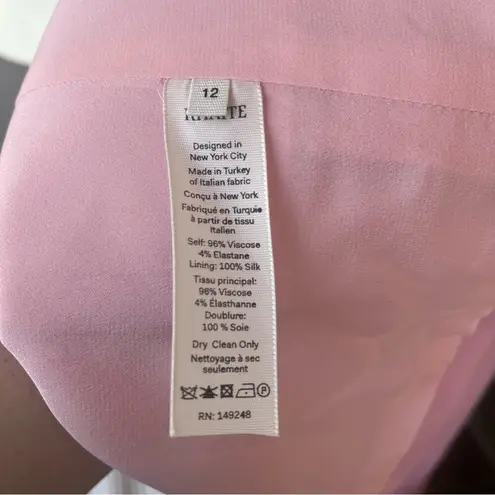 12
KHAITE
Designed in
New York City
Made in Turkey
of Italian fabric
Conçu à New York
Fabriqué en Turquie
à partir de tissu
Italien
Self: 96% Viscose
4% Elastane
Lining: 100% Silk
Tissu principal:
96% Viscose
4% Élasthanne
Doublure:
100 % Soie
Dry Clean Only
Nettoyage à sec
seulement
P
RN: 149248